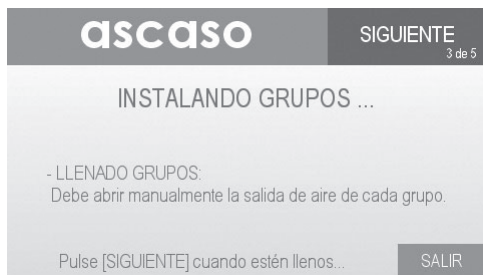 ascaso
SIGUIENTE
3 de 5
INSTALANDO GRUPOS ...
- LLENADO GRUPOS:
Debe abrir manualmente la salida de aire de cada grupo.
Pulse [SIGUIENTE] cuando estén llenos...
SALIR